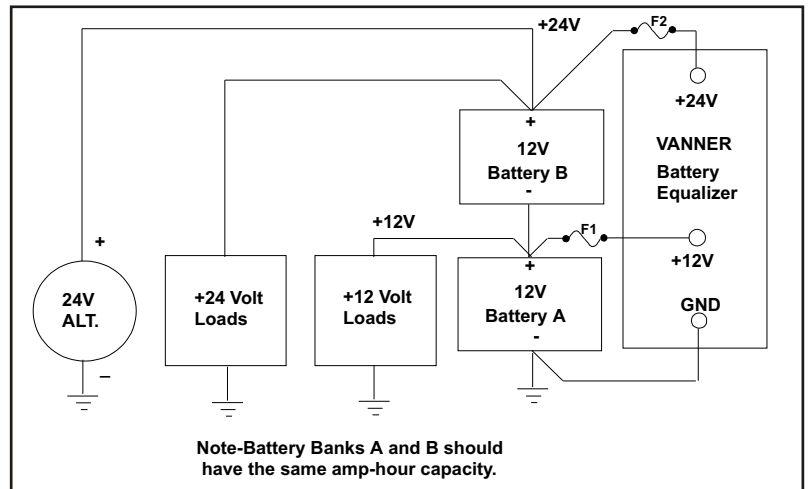 +24V
F2
+24V
+
12V
Battery B
-
VANNER
Battery
Equalizer
+12V
F1
+12V
+
24V
ALT.
–
+24 Volt
Loads
+12 Volt
Loads
+
12V
Battery A
-
GND
Note-Battery Banks A and B should
have the same amp-hour capacity.